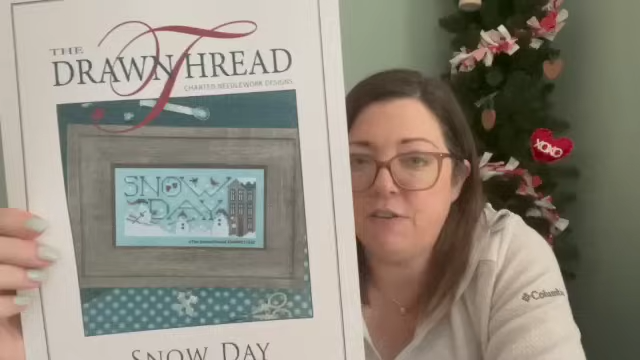 THE
DRAWN THREAD
CHARTED NEEDLEWORK DESIGNS
SNOW
DAY
SNOW DAY
XOXO
Columbia